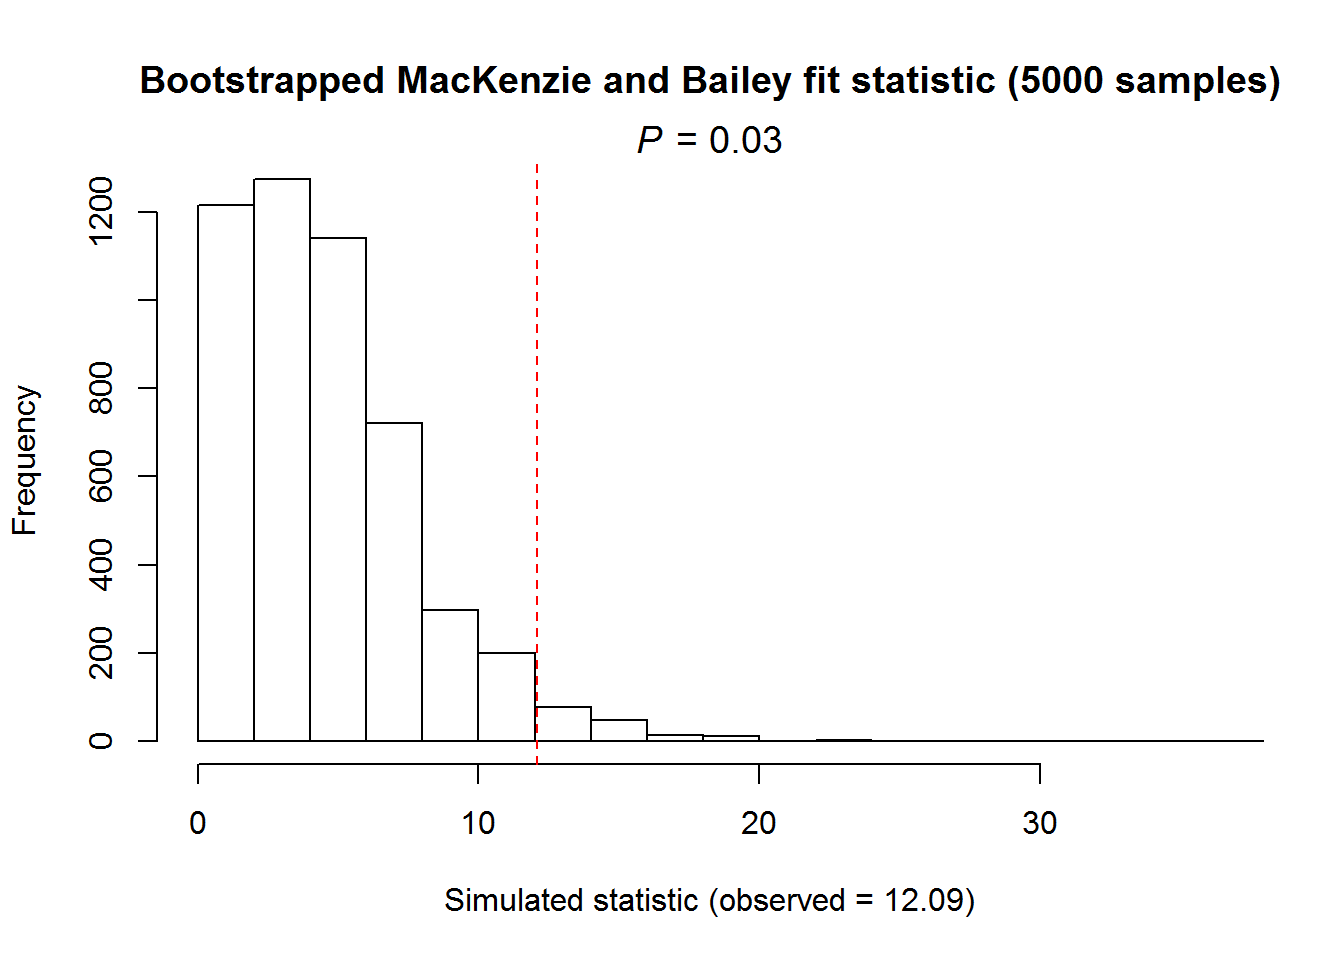 Bootstrapped MacKenzie and Bailey fit statistic (5000 samples)
P = 0.03
Frequency
1200
800
600
400
200
0
0 10 20 30
Simulated statistic (observed = 12.09)